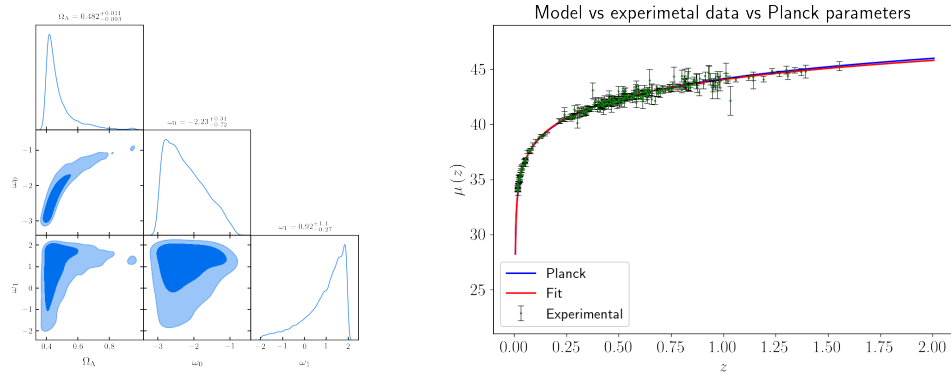 Ω_Λ = 0.482^{+0.011}_{-0.093}
ω_0 = −2.23^{+0.31}_{-0.72}
ω_1 = 0.92^{+1.1}_{-0.27}
−1
−2
−3
ω_0
2
1
0
−1
−2
ω_1
0.4 0.6 0.8
Ω_Λ
−3 −2 −1
ω_0
−2 −1 0 1 2
ω_1
Model vs experimetal data vs Planck parameters
45
40
35
30
25
μ (z)
Planck
Fit
Experimental
0.00 0.25 0.50 0.75 1.00 1.25 1.50 1.75 2.00
z